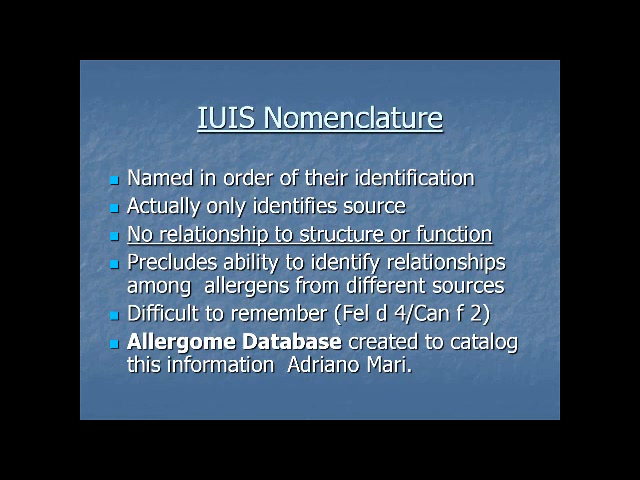 IUIS Nomenclature
Named in order of their identification
Actually only identifies source
No relationship to structure or function
Precludes ability to identify relationships
among allergens from different sources
Difficult to remember (Fel d 4/Can f 2)
Allergome Database created to catalog
this information Adriano Mari.